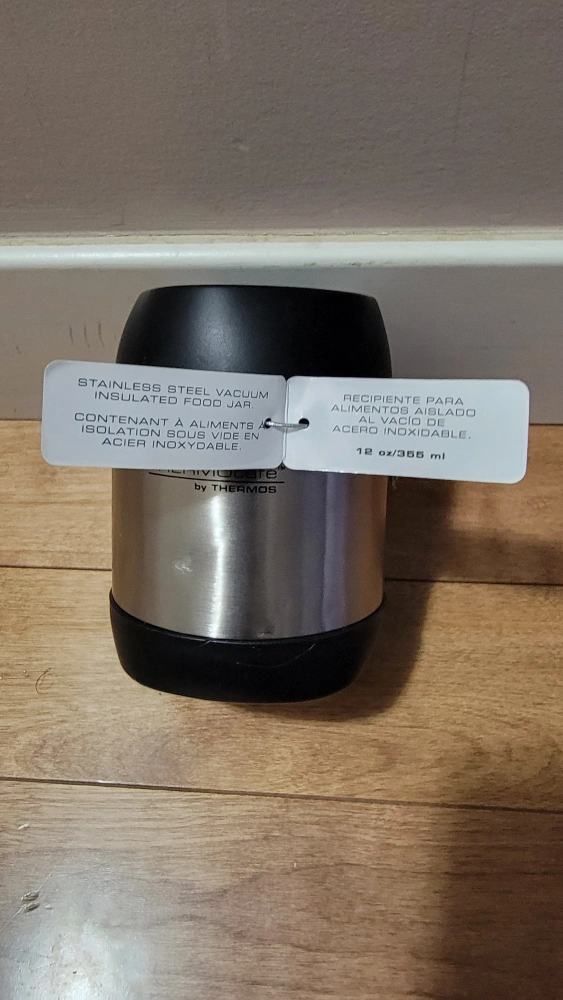 STAINLESS STEEL VACUUM
INSULATED FOOD JAR.
CONTENANT À ALIMENTS À
ISOLATION SOUS VIDE EN
ACIER INOXYDABLE.
RECIPIENTE PARA
ALIMENTOS AISLADO
AL VACÍO DE
ACERO INOXIDABLE.
12 oz/355 ml
THERMOcafé
by THERMOS